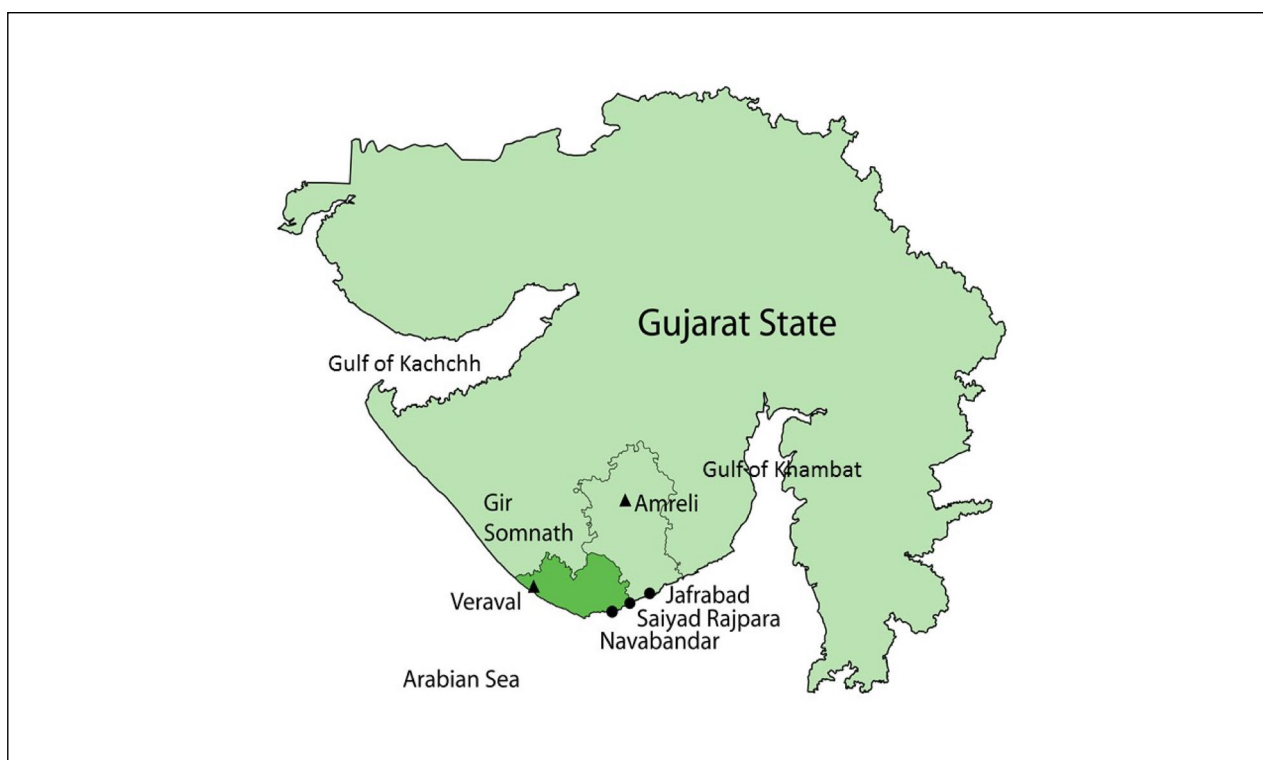 Gujarat State
Gulf of Kachchh
Gulf of Khambat
Gir
Somnath
Amreli
Veraval
Jafrabad
Saiyad Rajpara
Navabandar
Arabian Sea